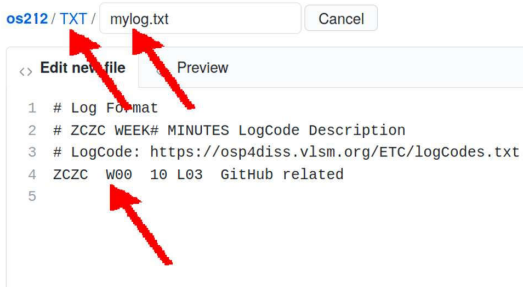 os212 / TXT / mylog.txt Cancel
<> Edit new file Preview
1 # Log Format
2 # ZCZC WEEK# MINUTES LogCode Description
3 # LogCode: https://osp4diss.vlsm.org/ETC/logCodes.txt
4 ZCZC  W00  10 L03  GitHub related
5